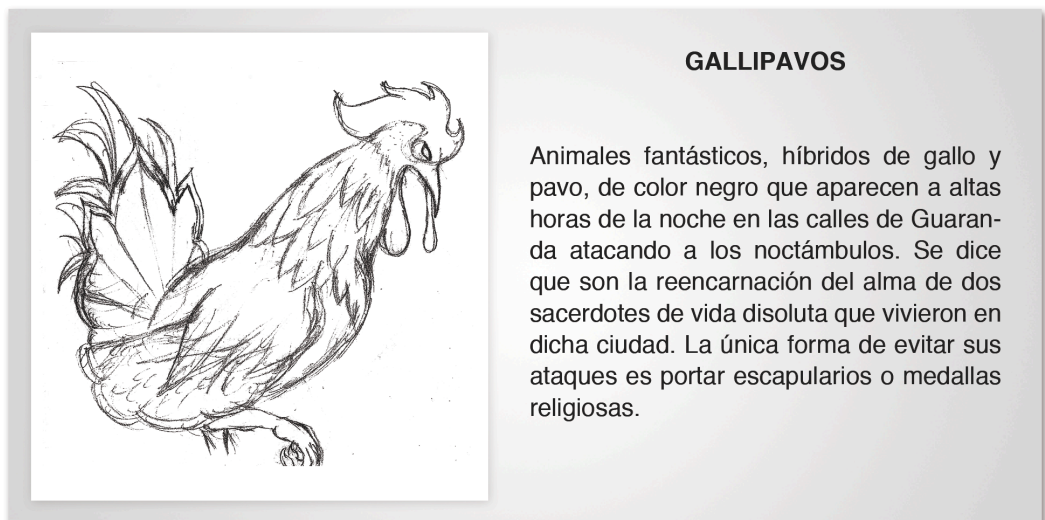 GALLIPAVOS
Animales fantásticos, híbridos de gallo y
pavo, de color negro que aparecen a altas
horas de la noche en las calles de Guaran-
da atacando a los noctámbulos. Se dice
que son la reencarnación del alma de dos
sacerdotes de vida disoluta que vivieron en
dicha ciudad. La única forma de evitar sus
ataques es portar escapularios o medallas
religiosas.